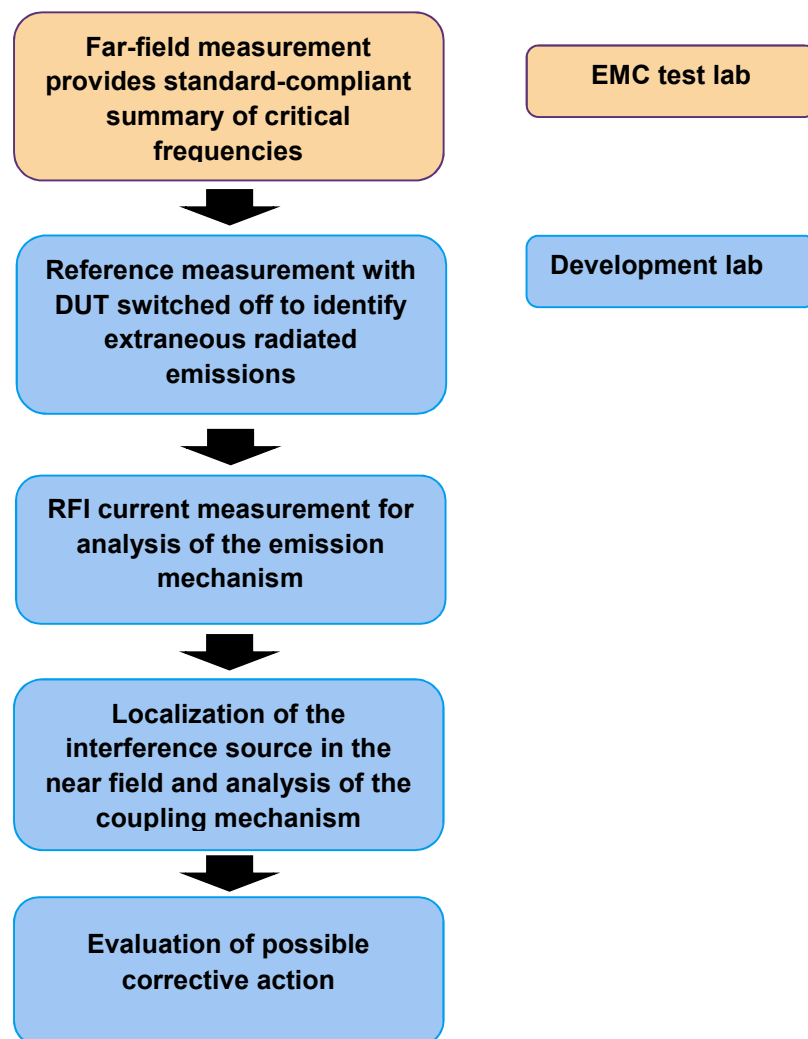 Far-field measurement
provides standard-compliant
summary of critical
frequencies
EMC test lab
Reference measurement with
DUT switched off to identify
extraneous radiated
emissions
Development lab
RFI current measurement for
analysis of the emission
mechanism
Localization of the
interference source in the
near field and analysis of the
coupling mechanism
Evaluation of possible
corrective action